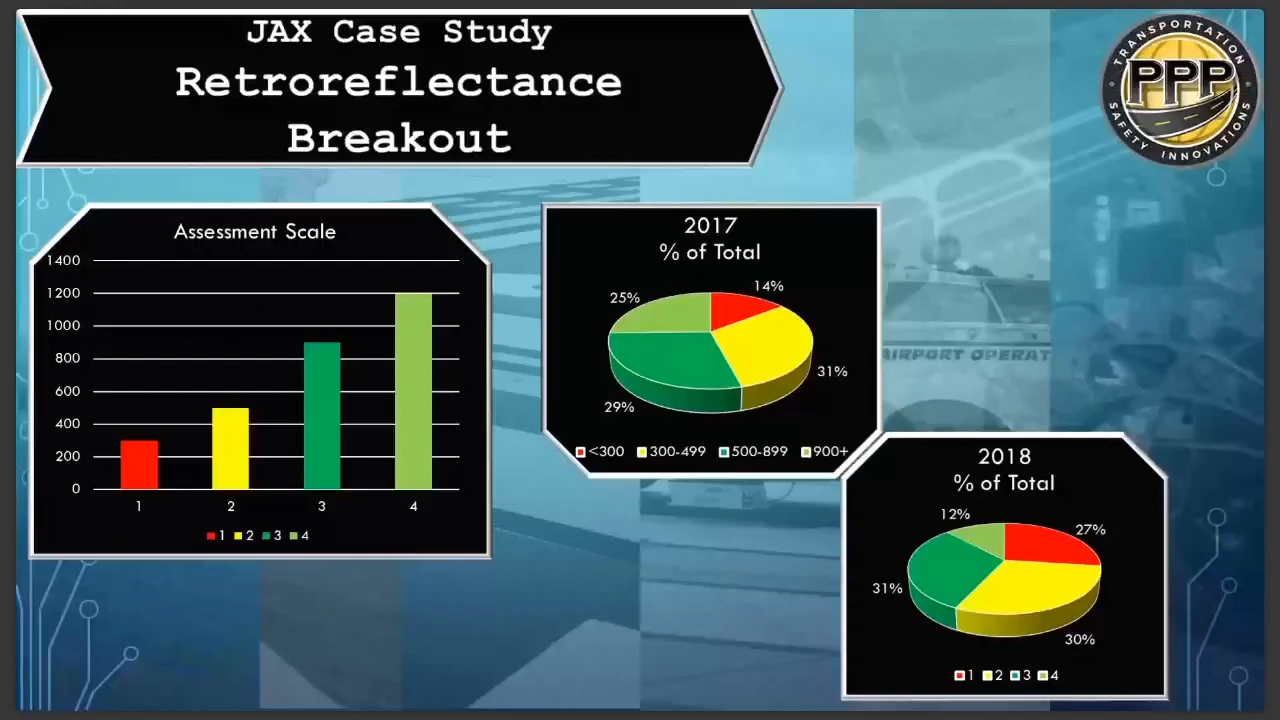 JAX Case Study
Retroreflectance
Breakout
TRANSPORTATION
PPP
SAFETY INNOVATIONS
Assessment Scale
1400
1200
1000
800
600
400
200
0
1 2 3 4
1 2 3 4
2017
% of Total
25% 14%
31%
29%
<300 300-499 500-899 900+
AIRPORT OPERAT
2018
% of Total
12% 27%
31%
30%
1 2 3 4